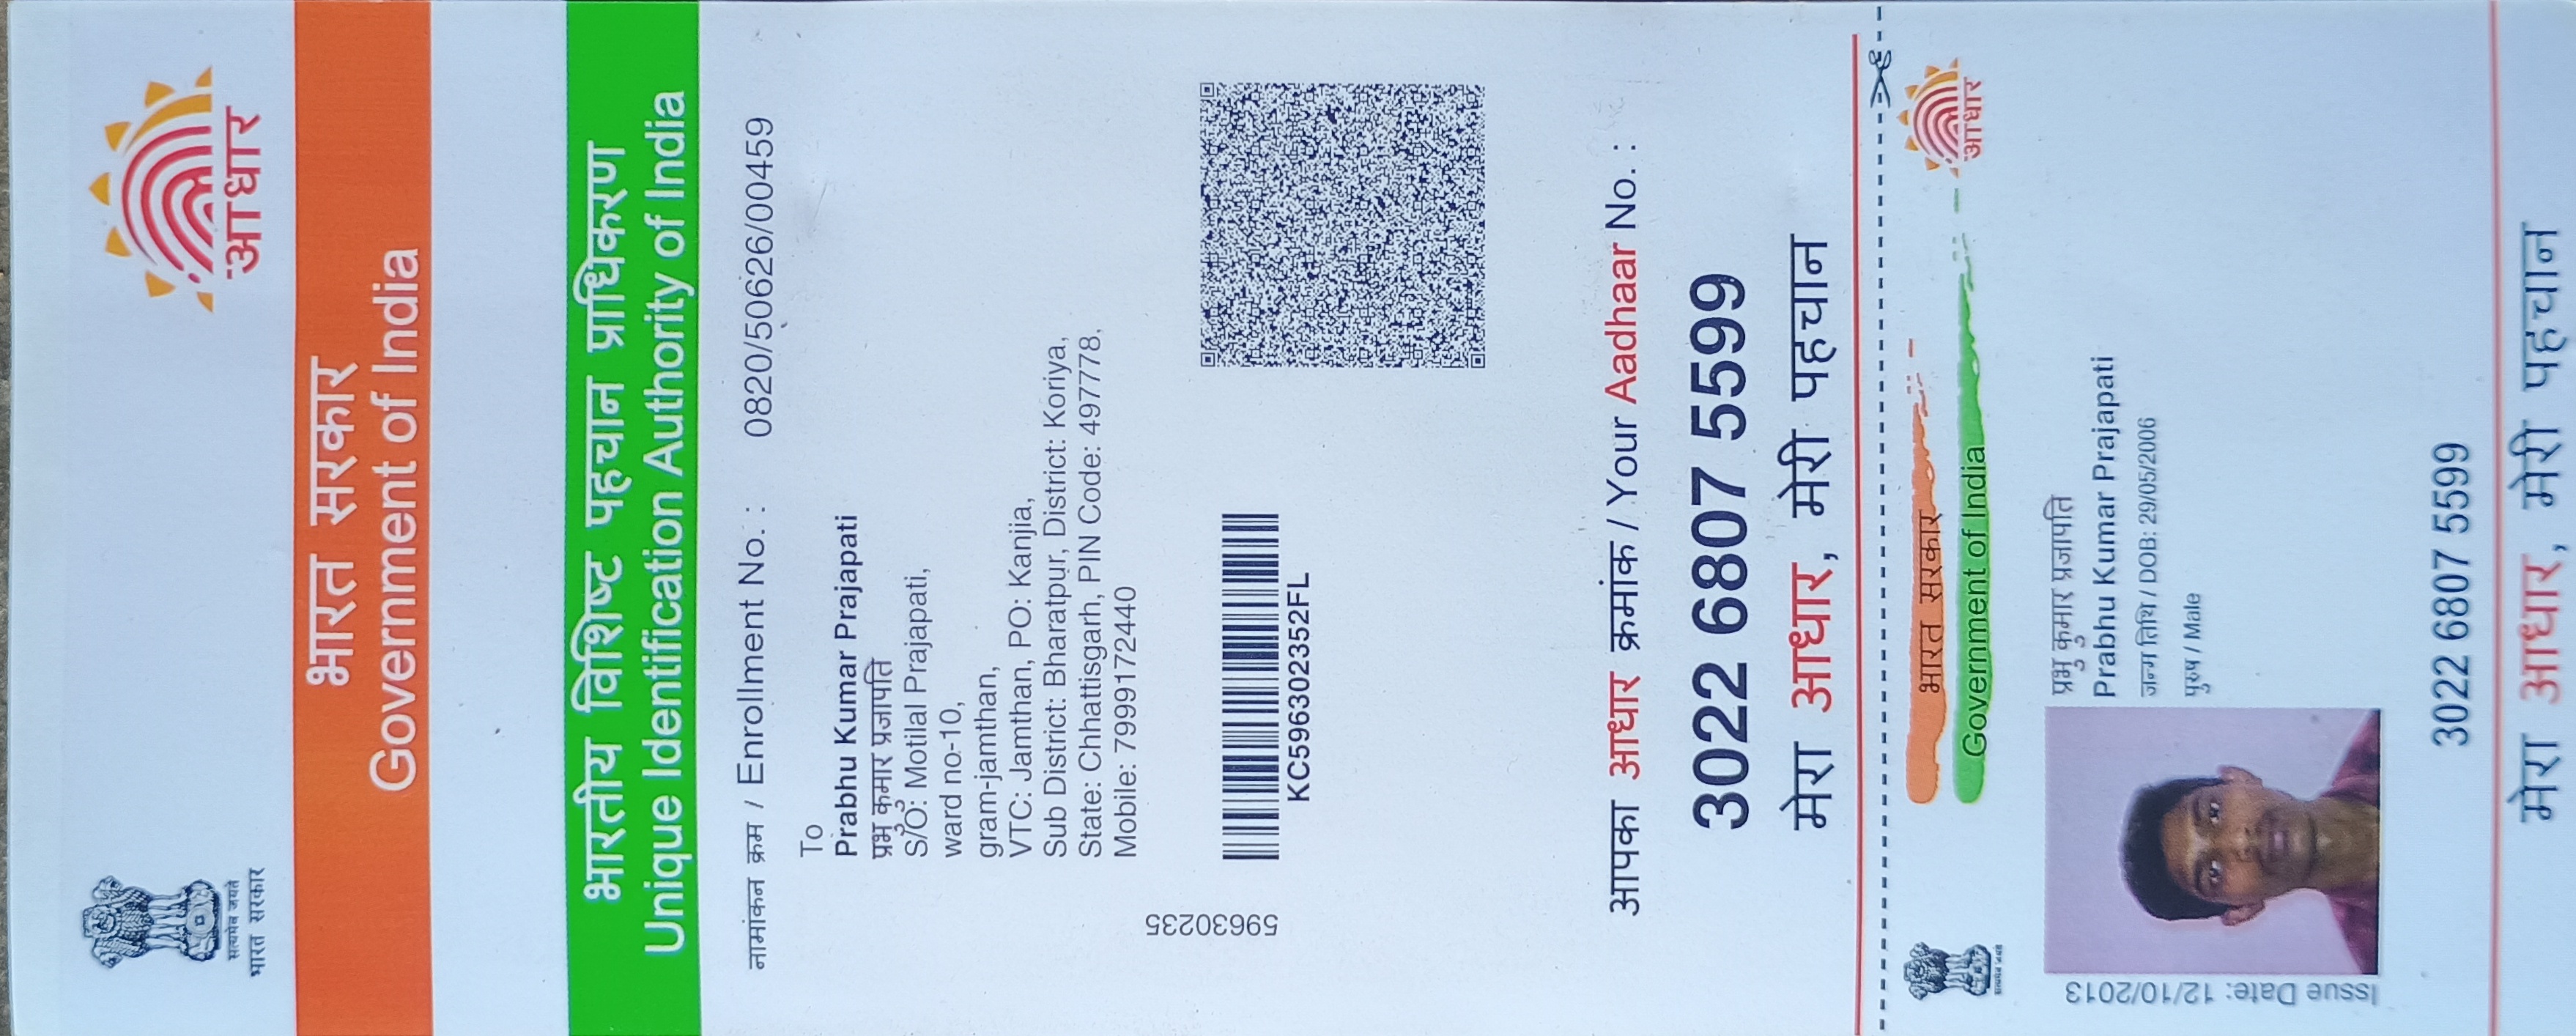 सत्यमेव जयते
भारत सरकार
आधार
भारत सरकार
Government of India
भारतीय विशिष्ट पहचान प्राधिकरण
Unique Identification Authority of India
नामांकन क्रम / Enrollment No. : 0820/50626/00459
To
Prabhu Kumar Prajapati
प्रभु कुमार प्रजापति
S/O: Motilal Prajapati,
ward no-10,
gram-jamthan,
VTC: Jamthan, PO: Kanjia,
Sub District: Bharatpur, District: Koriya,
State: Chhattisgarh, PIN Code: 497778,
Mobile: 7999172440
59630235
KC596302352FL
आपका आधार क्रमांक / Your Aadhaar No. :
3022 6807 5599
मेरा आधार, मेरी पहचान
सत्यमेव जयते
भारत सरकार
Government of India
आधार
Issue Date: 12/10/2013
प्रभु कुमार प्रजापति
Prabhu Kumar Prajapati
जन्म तिथि / DOB: 29/05/2006
पुरुष / Male
3022 6807 5599
मेरा आधार, मेरी पहचान